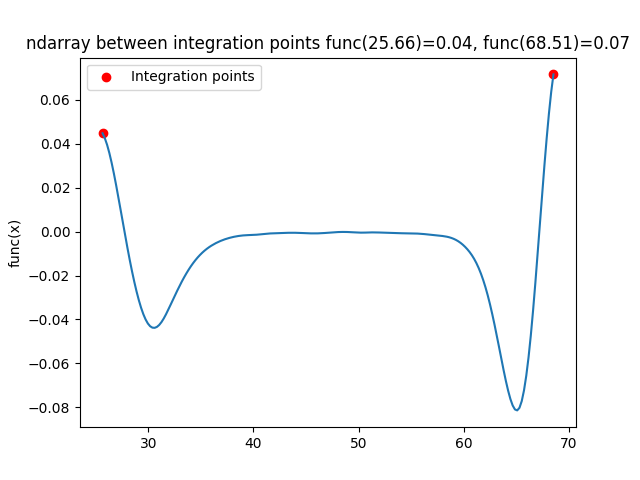 ndarray between integration points func(25.66)=0.04, func(68.51)=0.07
Integration points
func(x)
0.06
0.04
0.02
0.00
−0.02
−0.04
−0.06
−0.08
30 40 50 60 70